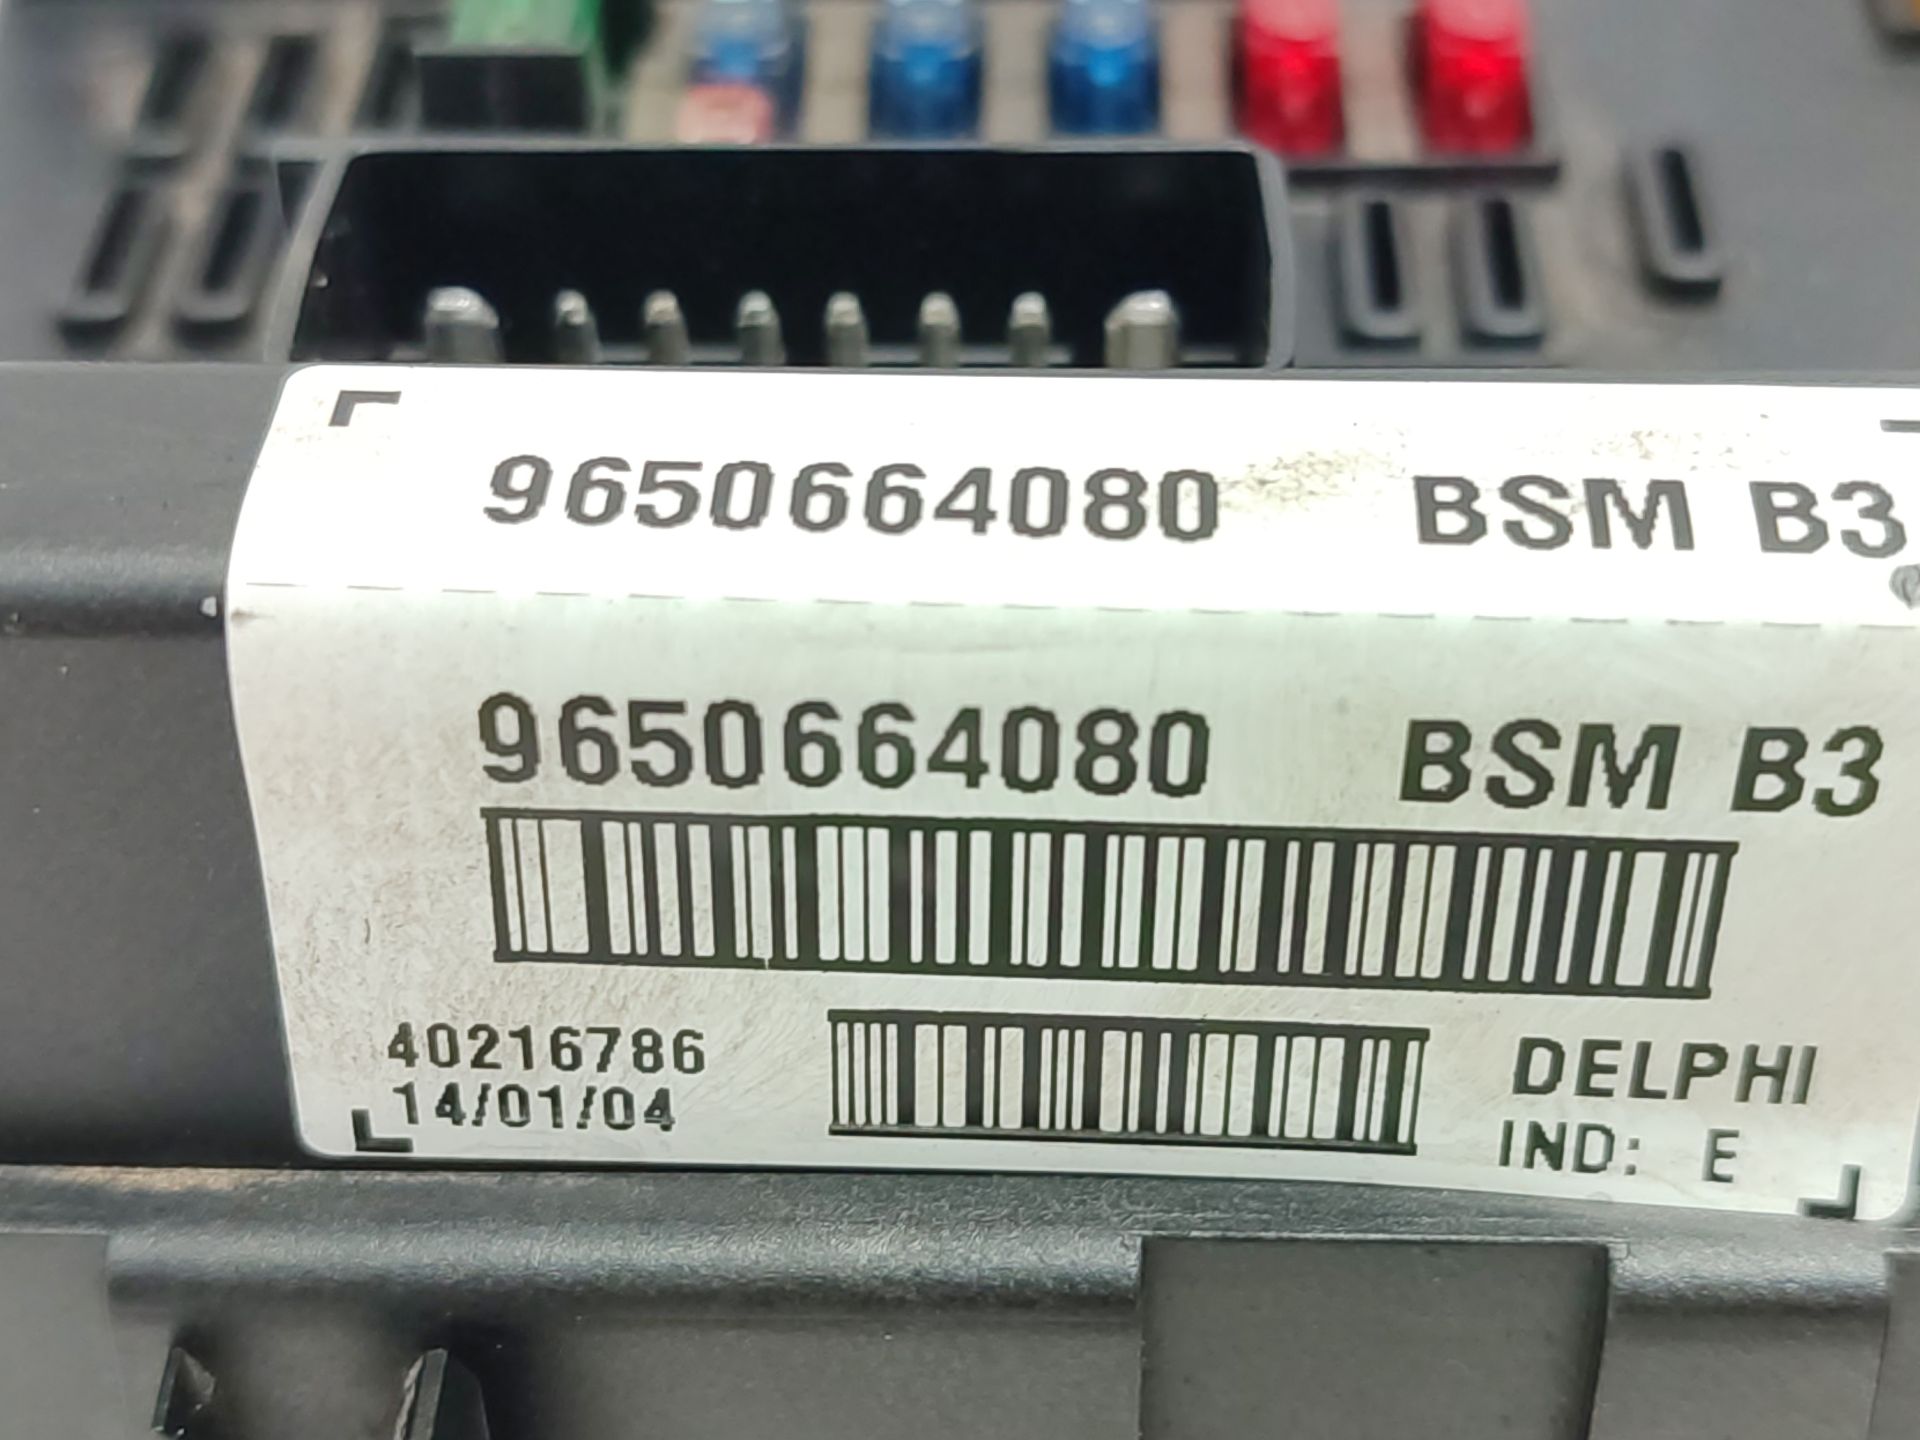 9650664080 BSM B3
9650664080 BSM B3
40216786
14/01/04
DELPHI
IND: E